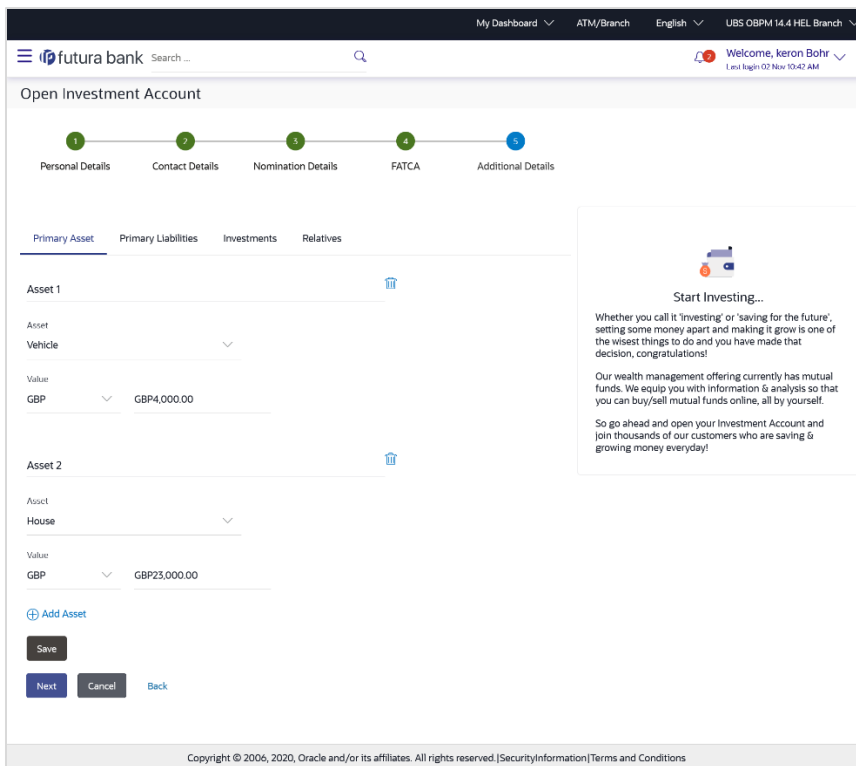 My Dashboard ATM/Branch English UBS OBPM 14.4 HEL Branch
futura bank Search ... 2 Welcome, keron Bohr
Last login 02 Nov 10:42 AM
Open Investment Account
1 2 3 4 5
Personal Details Contact Details Nomination Details FATCA Additional Details
Primary Asset Primary Liabilities Investments Relatives
Asset 1
Asset
Vehicle
Value
GBP GBP4,000.00
Asset 2
Asset
House
Value
GBP GBP23,000.00
Add Asset
Save
Next Cancel Back
Start Investing...
Whether you call it 'investing' or 'saving for the future',
setting some money apart and making it grow is one of
the wisest things to do and you have made that
decision, congratulations!
Our wealth management offering currently has mutual
funds. We equip you with information & analysis so that
you can buy/sell mutual funds online, all by yourself.
So go ahead and open your Investment Account and
join thousands of our customers who are saving &
growing money everyday!
Copyright © 2006, 2020, Oracle and/or its affiliates. All rights reserved.|SecurityInformation|Terms and Conditions